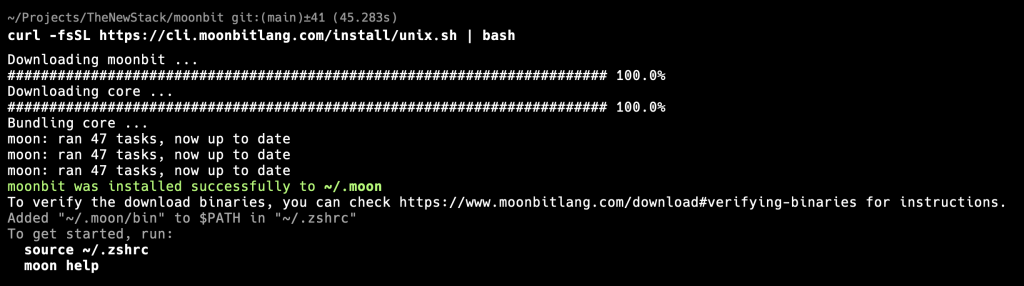 ~/Projects/TheNewStack/moonbit git:(main)±41 (45.283s)
curl -fsSL https://cli.moonbitlang.com/install/unix.sh | bash
Downloading moonbit ...
######################################################################## 100.0%
Downloading core ...
######################################################################## 100.0%
Bundling core ...
moon: ran 47 tasks, now up to date
moon: ran 47 tasks, now up to date
moon: ran 47 tasks, now up to date
moonbit was installed successfully to ~/.moon
To verify the download binaries, you can check https://www.moonbitlang.com/download#verifying-binaries for instructions.
Added "~/.moon/bin" to $PATH in "~/.zshrc"
To get started, run:
source ~/.zshrc
moon help